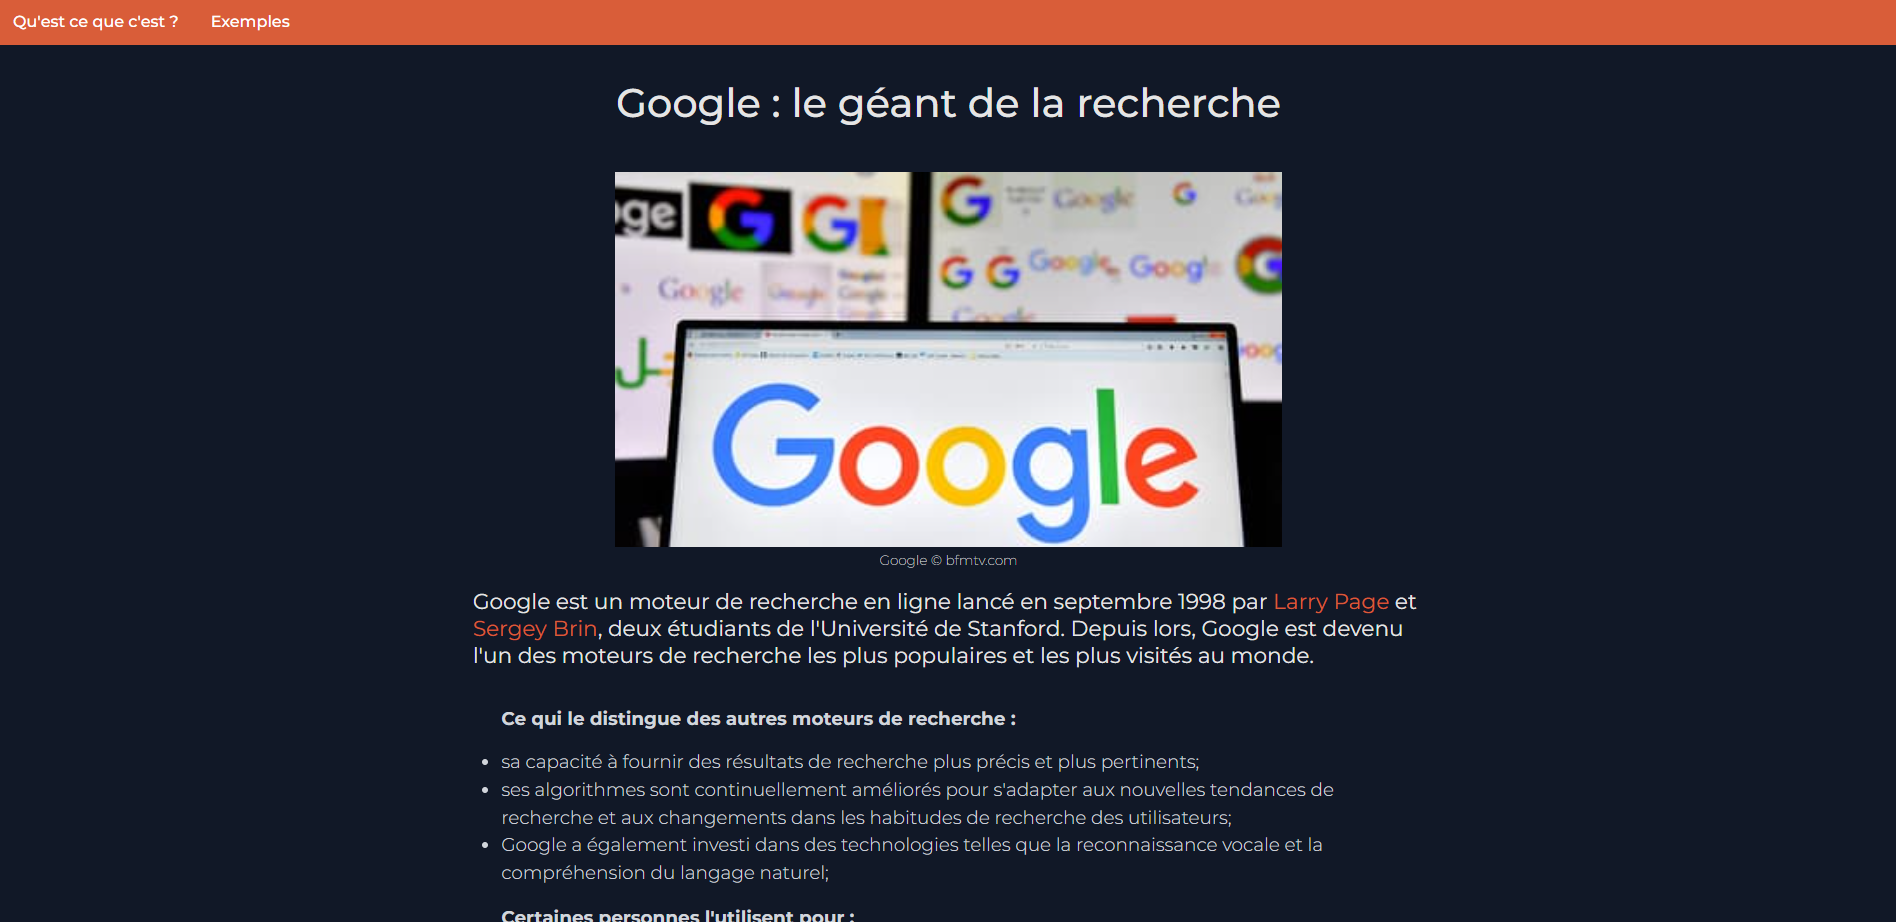 Qu'est ce que c'est ? Exemples
Google : le géant de la recherche
ge
G G G Google G
Google
G G Google Google G
Google
Google
Google © bfmtv.com
Google est un moteur de recherche en ligne lancé en septembre 1998 par Larry Page et
Sergey Brin, deux étudiants de l'Université de Stanford. Depuis lors, Google est devenu
l'un des moteurs de recherche les plus populaires et les plus visités au monde.
Ce qui le distingue des autres moteurs de recherche :
• sa capacité à fournir des résultats de recherche plus précis et plus pertinents;
• ses algorithmes sont continuellement améliorés pour s'adapter aux nouvelles tendances de
recherche et aux changements dans les habitudes de recherche des utilisateurs;
• Google a également investi dans des technologies telles que la reconnaissance vocale et la
compréhension du langage naturel;
Certaines personnes l'utilisent pour :